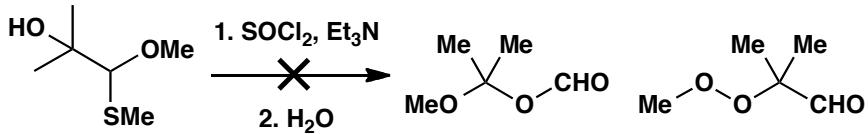 HO
OMe
SMe
1. SOCl2, Et3N
2. H2O
Me Me
MeO O CHO
Me Me
Me O O CHO